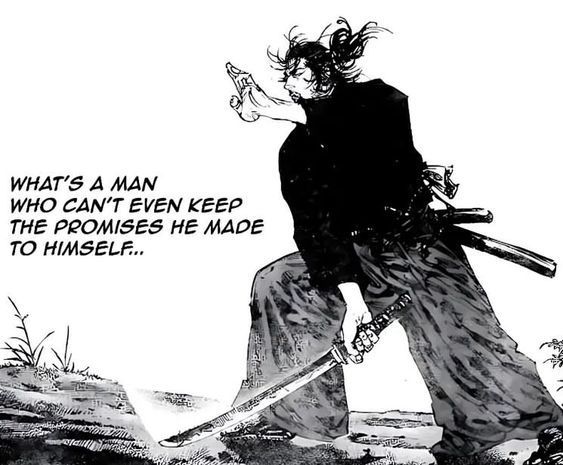 WHAT'S A MAN
WHO CAN'T EVEN KEEP
THE PROMISES HE MADE
TO HIMSELF...